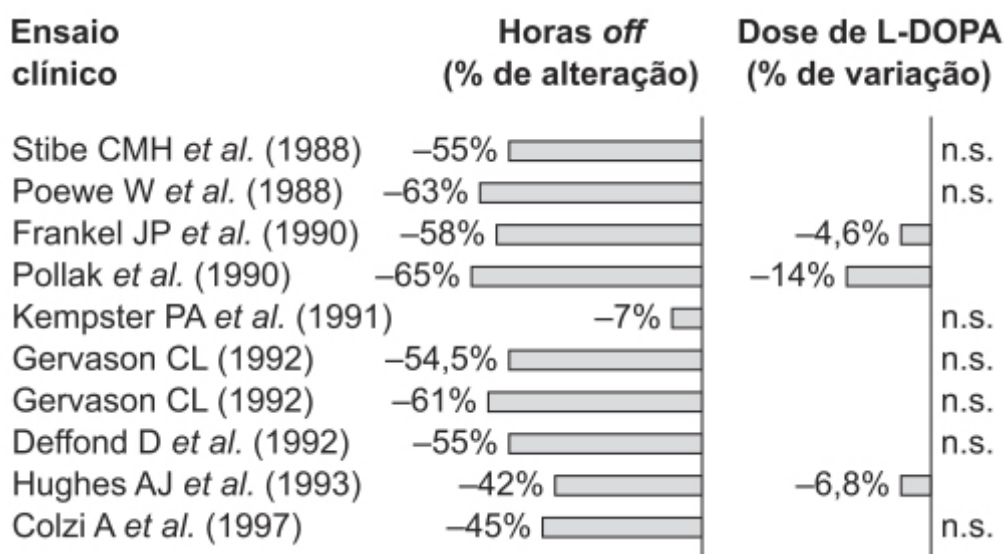 Ensaio clínico Horas off (% de alteração) Dose de L-DOPA (% de variação)
Stibe CMH et al. (1988) –55% n.s.
Poewe W et al. (1988) –63% n.s.
Frankel JP et al. (1990) –58% –4,6%
Pollak et al. (1990) –65% –14%
Kempster PA et al. (1991) –7% n.s.
Gervason CL (1992) –54,5% n.s.
Gervason CL (1992) –61% n.s.
Deffond D et al. (1992) –55% n.s.
Hughes AJ et al. (1993) –42% –6,8%
Colzi A et al. (1997) –45% n.s.